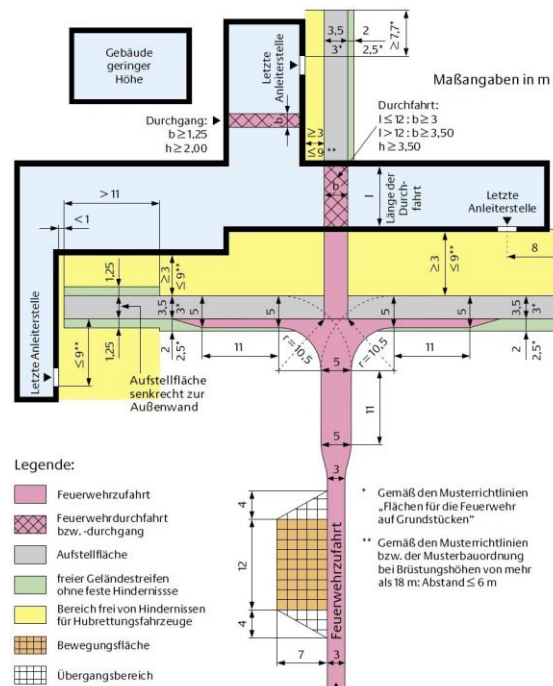 Gebäude
geringer
Höhe
Letzte
Anleiterstelle
3,5
3*
2
2,5*
≥7,7*
Maßangaben in m
Durchgang:
b ≥ 1,25
h ≥ 2,00
b
≥3
≤9**
Durchfahrt:
l ≤ 12 : b ≥ 3
l > 12 : b ≥ 3,50
h ≥ 3,50
> 11
< 1
b
l
Länge der
Durch-
fahrt
Letzte
Anleiterstelle
8
1,25
≥3
≤9**
≥3
≤9**
3,5
3*
5
5
5
5
3,5
3*
Letzte Anleiterstelle
≤9**
1,25
2
2,5*
11
r = 10,5
5
r = 10,5
11
2
2,5*
Aufstellfläche
senkrecht zur
Außenwand
11
5
3
Legende:
Feuerwehrzufahrt
Feuerwehrdurchfahrt
bzw. -durchgang
Aufstellfläche
freier Geländestreifen
ohne feste Hindernissse
Bereich frei von Hindernissen
für Hubrettungsfahrzeuge
Bewegungsfläche
Übergangsbereich
4
12
4
7
3
Feuerwehrzufahrt
* Gemäß den Musterrichtlinien
„Flächen für die Feuerwehr
auf Grundstücken“
** Gemäß den Musterrichtlinien
bzw. der Musterbauordnung
bei Brüstungshöhen von mehr
als 18 m: Abstand ≤ 6 m